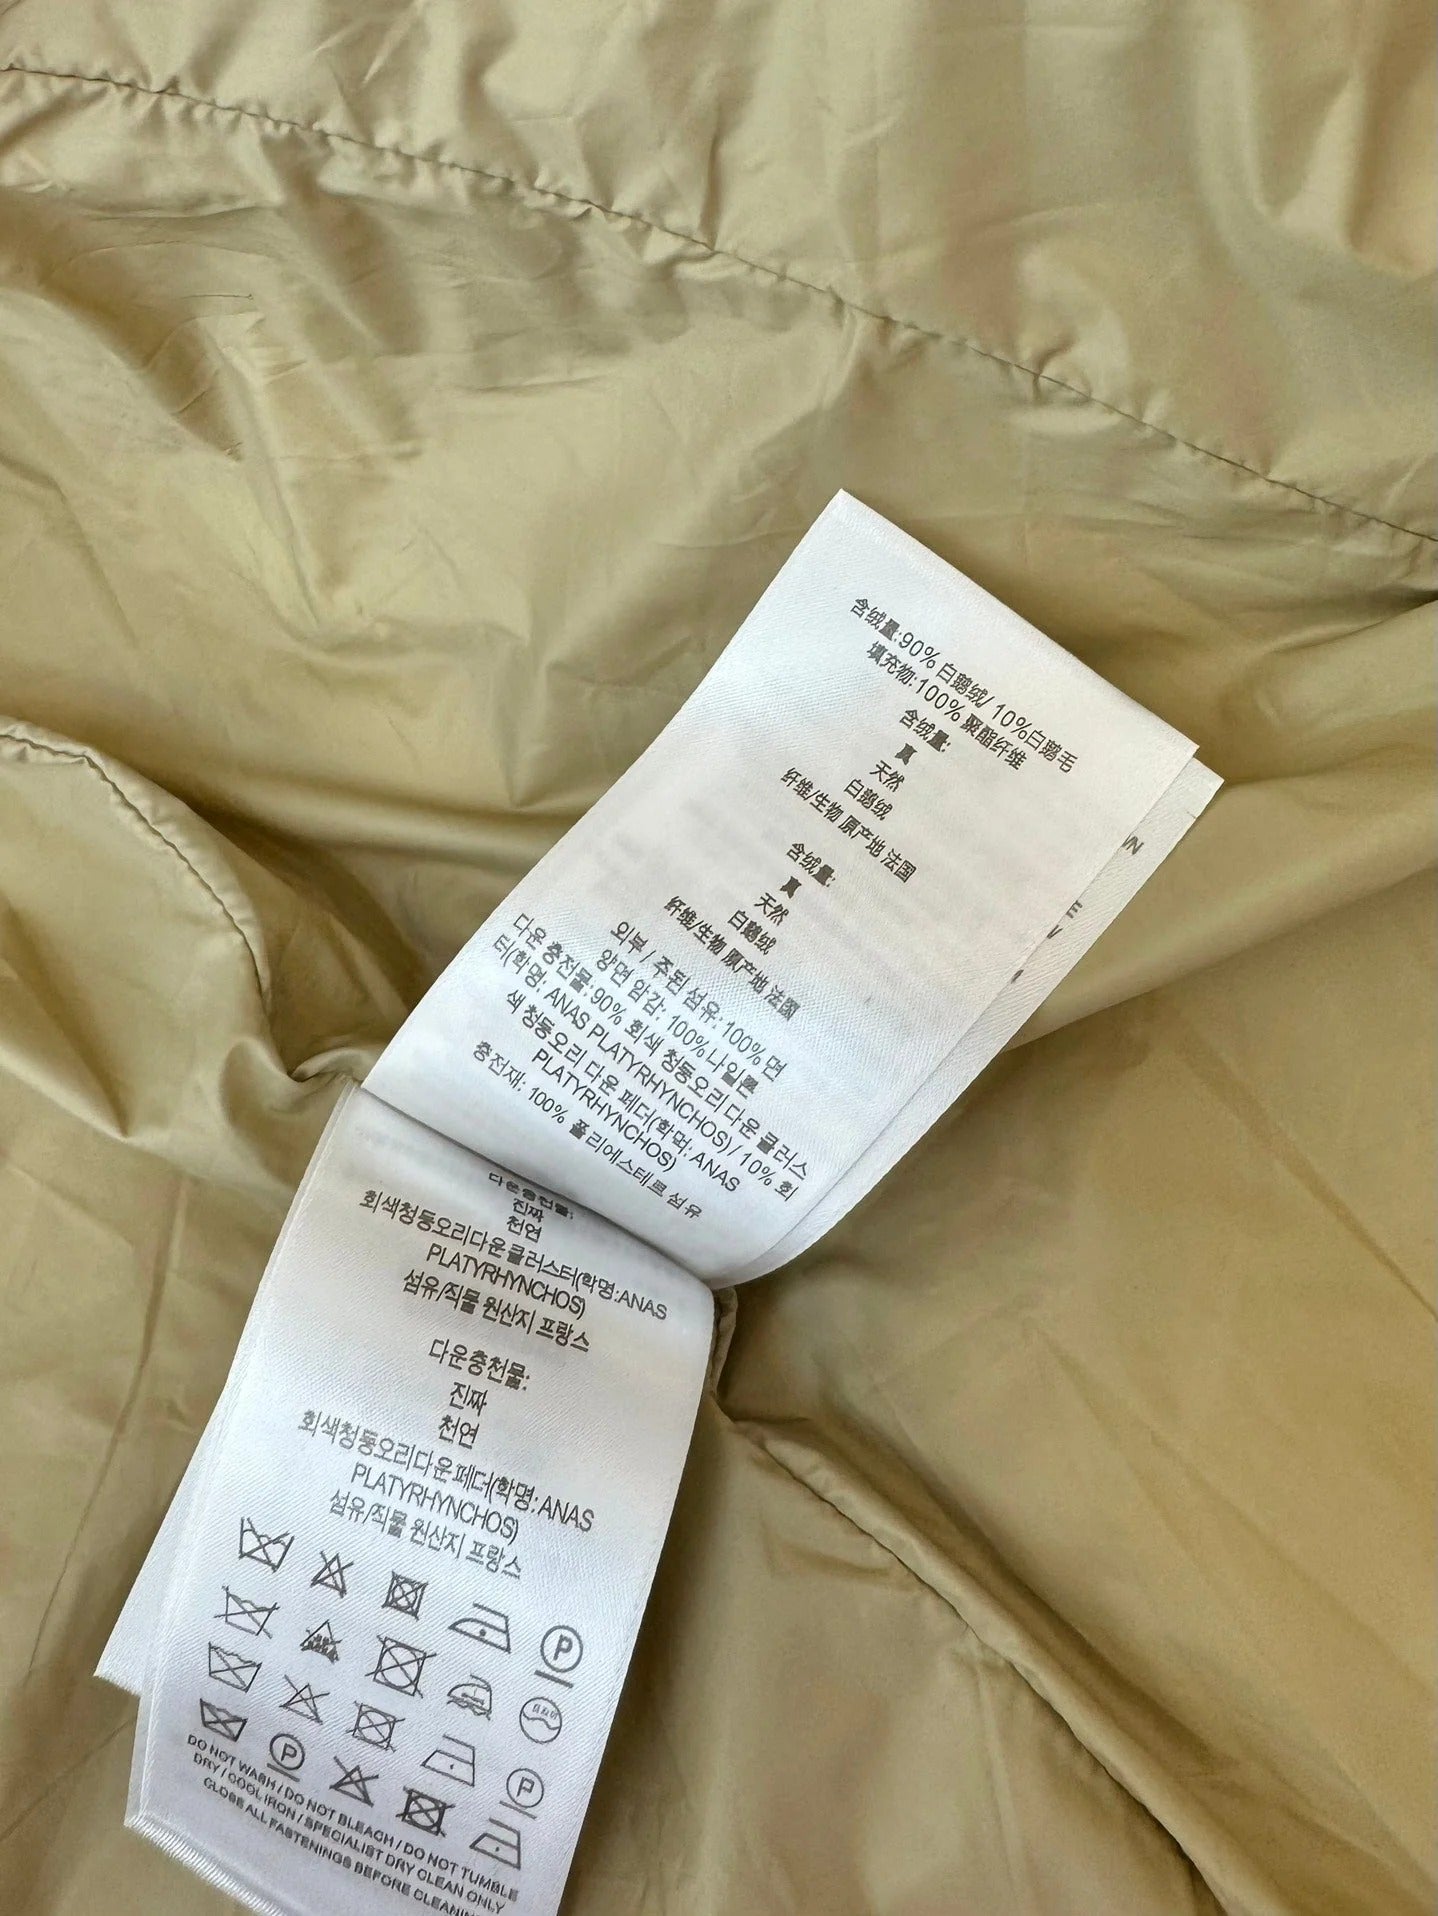 含绒量:90% 白鹅绒/ 10%白鹅毛
填充物:100% 聚酯纤维
含绒量:
真
天然
白鹅绒
纤维/生物 原产地 法国
含绒量:
真
天然
白鹅绒
纤维/生物 原产地 法国
외부 / 주된 섬유: 100% 면
양면 암감: 100% 나일론
다운 충전물:90% 회색 청둥오리 다운 클러스
터(학명: ANAS PLATYRHYNCHOS) / 10% 회
색 청둥오리 다운 페더(학명: ANAS
PLATYRHYNCHOS)
충전재: 100% 폴리에스테르 섬유
다운충천물:
진짜
천연
회색청둥오리다운클러스터(학명:ANAS
PLATYRHYNCHOS)
섬유/직물 원산지 프랑스
다운충천물:
진짜
천연
회색청둥오리다운페더(학명:ANAS
PLATYRHYNCHOS)
섬유/직물 원산지 프랑스
P
P
P
DO NOT WASH / DO NOT BLEACH / DO NOT TUMBLE
DRY / COOL IRON / SPECIALIST DRY CLEAN ONLY
CLOSE ALL FASTENINGS BEFORE CLEANING